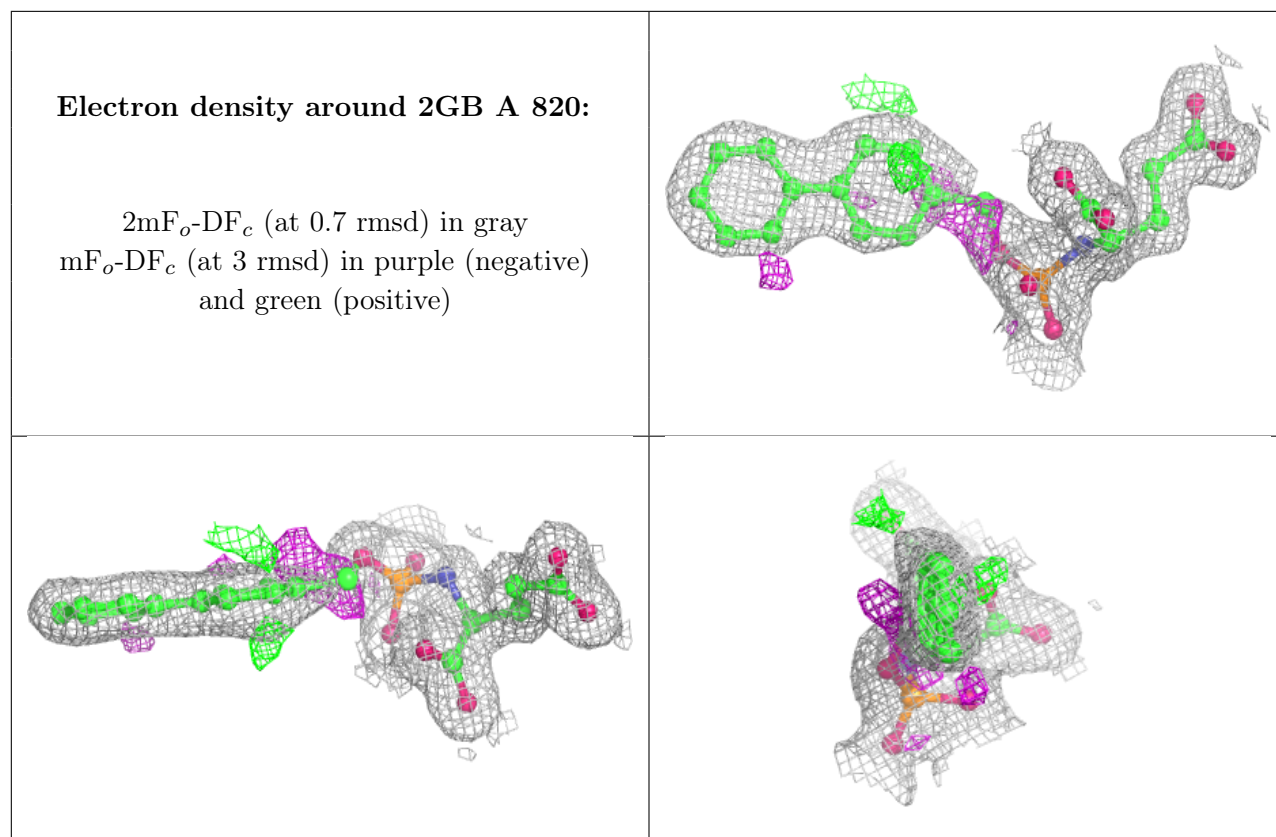 Electron density around 2GB A 820:
2mFo-DFc (at 0.7 rmsd) in gray
mFo-DFc (at 3 rmsd) in purple (negative)
and green (positive)